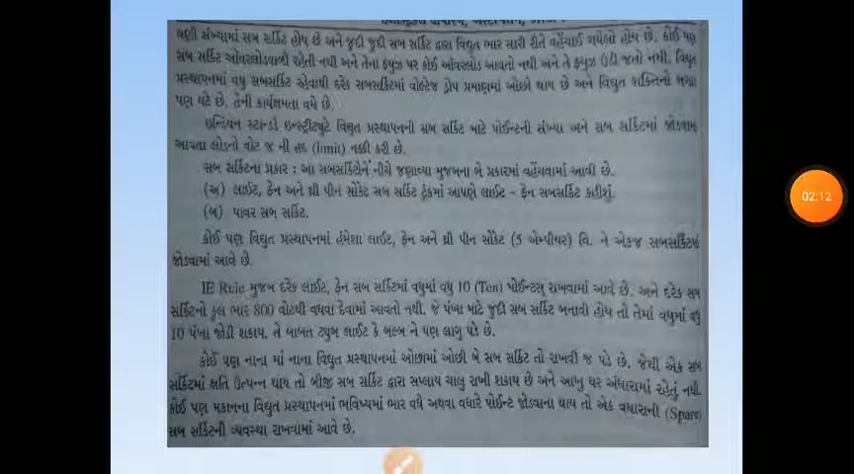 ઘણી સંખ્યામાં સબ સર્કિટ હોય છે અને જુદી જુદી સબ સર્કિટ દ્વારા વિદ્યુત ભાર સારી રીતે વહેંચાઈ ગયેલો હોય છે. કોઈ પણ
સબ સર્કિટ ઓવરલોડવાળી રહેતી નથી અને તેના ફયુઝ પર કોઈ ઓવરલોડ આવતો નથી અને તે ફયુઝ ઉડી જતો નથી. વિદ્યુત
પ્રસ્થાપનમાં વધુ સબસર્કિટ રહેવાથી દરેક સબસર્કિટમાં વોલ્ટેજ ડ્રોપ પ્રમાણમાં ઓછો થાય છે અને વિદ્યુત શક્તિનો વ્યય
પણ ઘટે છે, તેની કાર્યક્ષમતા વધે છે.
ઇન્ડિયન સ્ટાન્ડર્ડ ઇન્સ્ટીટ્યુટે વિદ્યુત પ્રસ્થાપનની સબ સર્કિટ માટે પોઈન્ટની સંખ્યા અને સબ સર્કિટમાં જોડવામાં
આવતા લોડનો વોટ જ ની હદ (limit) નક્કી કરી છે.
સબ સર્કિટના પ્રકાર : આ સબસર્કિટોને નીચે જણાવ્યા મુજબના બે પ્રકારમાં વહેંચવામાં આવી છે.
(અ) લાઈટ, ફેન અને થ્રી પીન સોકેટ સબ સર્કિટ ટૂંકમાં આપણે લાઈટ - ફેન સબસર્કિટ કહીશું.
(બ) પાવર સબ સર્કિટ.
કોઈ પણ વિદ્યુત પ્રસ્થાપનમાં હંમેશા લાઈટ, ફેન અને થ્રી પીન સોકેટ (5 એમ્પીયર) વિ. ને એકજ સબસર્કિટમાં
જોડવામાં આવે છે.
IE Rule મુજબ દરેક લાઈટ, ફેન સબ સર્કિટમાં વધુમાં વધુ 10 (Ten) પોઈન્ટસ્ રાખવામાં આવે છે. અને દરેક સબ
સર્કિટનો કુલ ભાર 800 વોટથી વધવા દેવામાં આવતો નથી. જે પંખા માટે જુદી સબ સર્કિટ બનાવી હોય તો તેમાં વધુમાં વધુ
10 પંખા જોડી શકાય. તે બાબત ટયુબ લાઈટ કે બલ્બ ને પણ લાગુ પડે છે.
કોઈ પણ નાના માં નાના વિદ્યુત પ્રસ્થાપનમાં ઓછામાં ઓછી બે સબ સર્કિટ તો રાખવી જ પડે છે, જેથી એક સબ
સર્કિટમાં ક્ષતિ ઉત્પન્ન થાય તો બીજી સબ સર્કિટ દ્વારા સપ્લાય ચાલુ રાખી શકાય છે અને આખુ ઘર અંધારામાં રહેતું નથી.
કોઈ પણ મકાનના વિદ્યુત પ્રસ્થાપનમાં ભવિષ્યમાં ભાર વધે અથવા વધારે પોઈન્ટ જોડવાના થાય તો એક વધારાની (Spare)
સબ સર્કિટની વ્યવસ્થા રાખવામાં આવે છે.
02:12